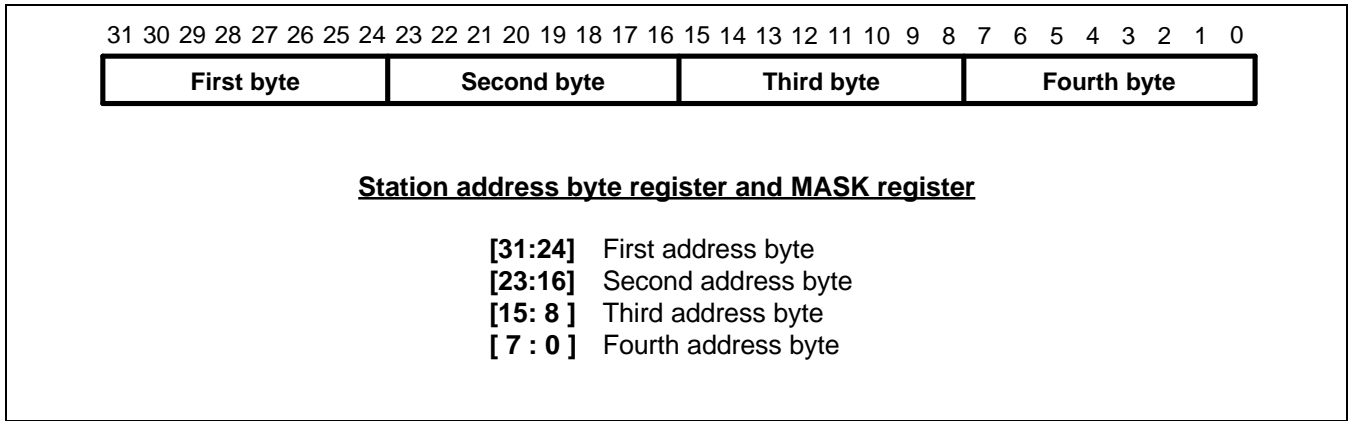 31 30 29 28 27 26 25 24 23 22 21 20 19 18 17 16 15 14 13 12 11 10 9 8 7 6 5 4 3 2 1 0
First byte Second byte Third byte Fourth byte
Station address byte register and MASK register
[31:24] First address byte
[23:16] Second address byte
[15: 8 ] Third address byte
[ 7 : 0 ] Fourth address byte